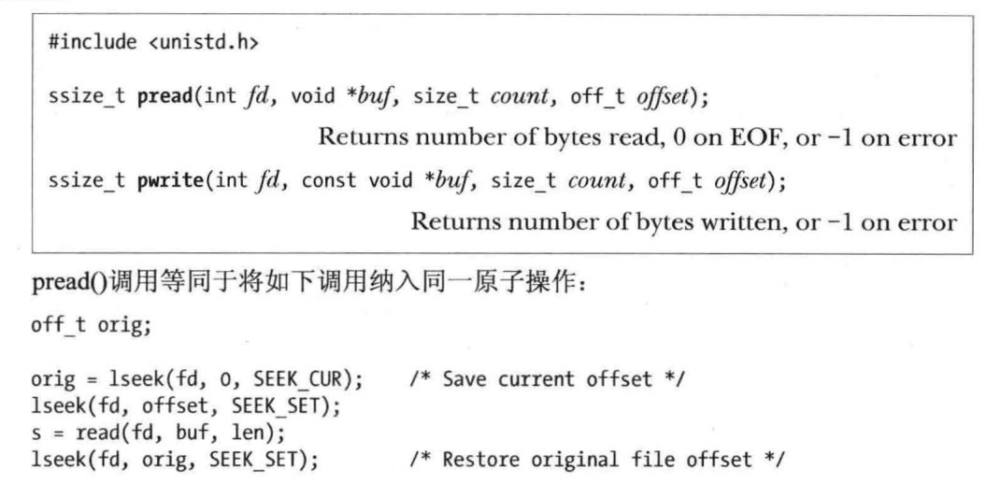 #include <unistd.h>
ssize_t pread(int fd, void *buf, size_t count, off_t offset);
Returns number of bytes read, 0 on EOF, or −1 on error
ssize_t pwrite(int fd, const void *buf, size_t count, off_t offset);
Returns number of bytes written, or −1 on error
pread()调用等同于将如下调用纳入同一原子操作：
off_t orig;
orig = lseek(fd, 0, SEEK_CUR);    /* Save current offset */
lseek(fd, offset, SEEK_SET);
s = read(fd, buf, len);
lseek(fd, orig, SEEK_SET);        /* Restore original file offset */